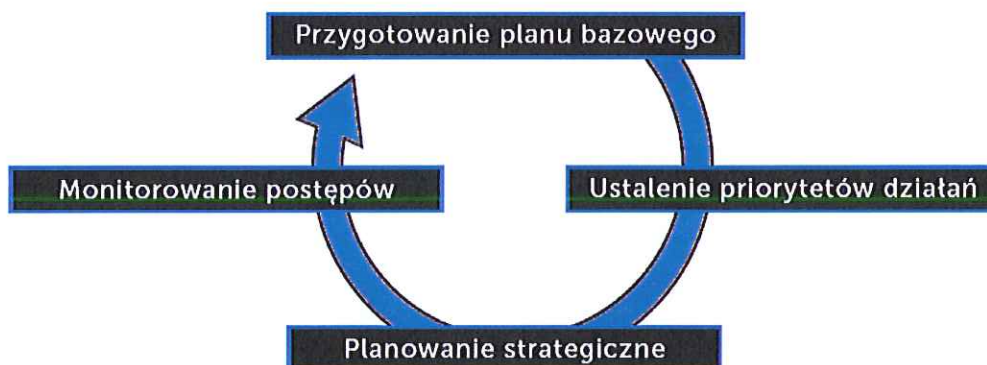 Przygotowanie planu bazowego
Monitorowanie postępów
Ustalenie priorytetów działań
Planowanie strategiczne